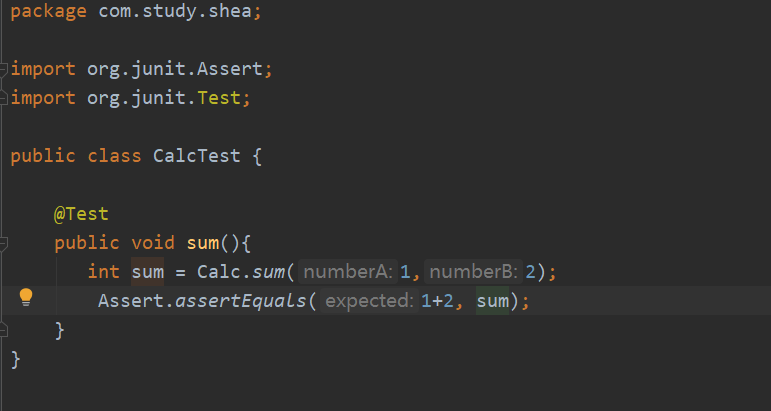 package com.study.shea;
import org.junit.Assert;
import org.junit.Test;
public class CalcTest {
@Test
public void sum(){
int sum = Calc.sum( numberA: 1, numberB: 2);
Assert.assertEquals( expected: 1+2, sum);
}
}